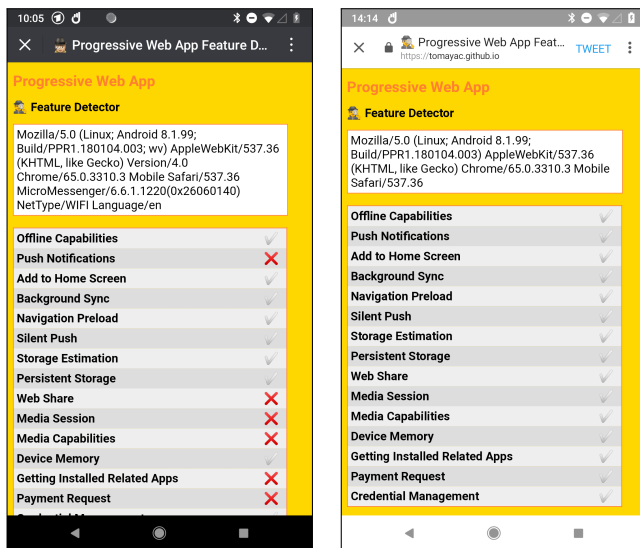 10:05
Progressive Web App Feature D...
Progressive Web App
Feature Detector
Mozilla/5.0 (Linux; Android 8.1.99;
Build/PPR1.180104.003; wv) AppleWebKit/537.36
(KHTML, like Gecko) Version/4.0
Chrome/65.0.3310.3 Mobile Safari/537.36
MicroMessenger/6.6.1.1220(0x26060140)
NetType/WIFI Language/en
Offline Capabilities
Push Notifications
Add to Home Screen
Background Sync
Navigation Preload
Silent Push
Storage Estimation
Persistent Storage
Web Share
Media Session
Media Capabilities
Device Memory
Getting Installed Related Apps
Payment Request
14:14
Progressive Web App Feat...
https://tomayac.github.io
TWEET
Progressive Web App
Feature Detector
Mozilla/5.0 (Linux; Android 8.1.99;
Build/PPR1.180104.003) AppleWebKit/537.36
(KHTML, like Gecko) Chrome/65.0.3310.3 Mobile
Safari/537.36
Offline Capabilities
Push Notifications
Add to Home Screen
Background Sync
Navigation Preload
Silent Push
Storage Estimation
Persistent Storage
Web Share
Media Session
Media Capabilities
Device Memory
Getting Installed Related Apps
Payment Request
Credential Management